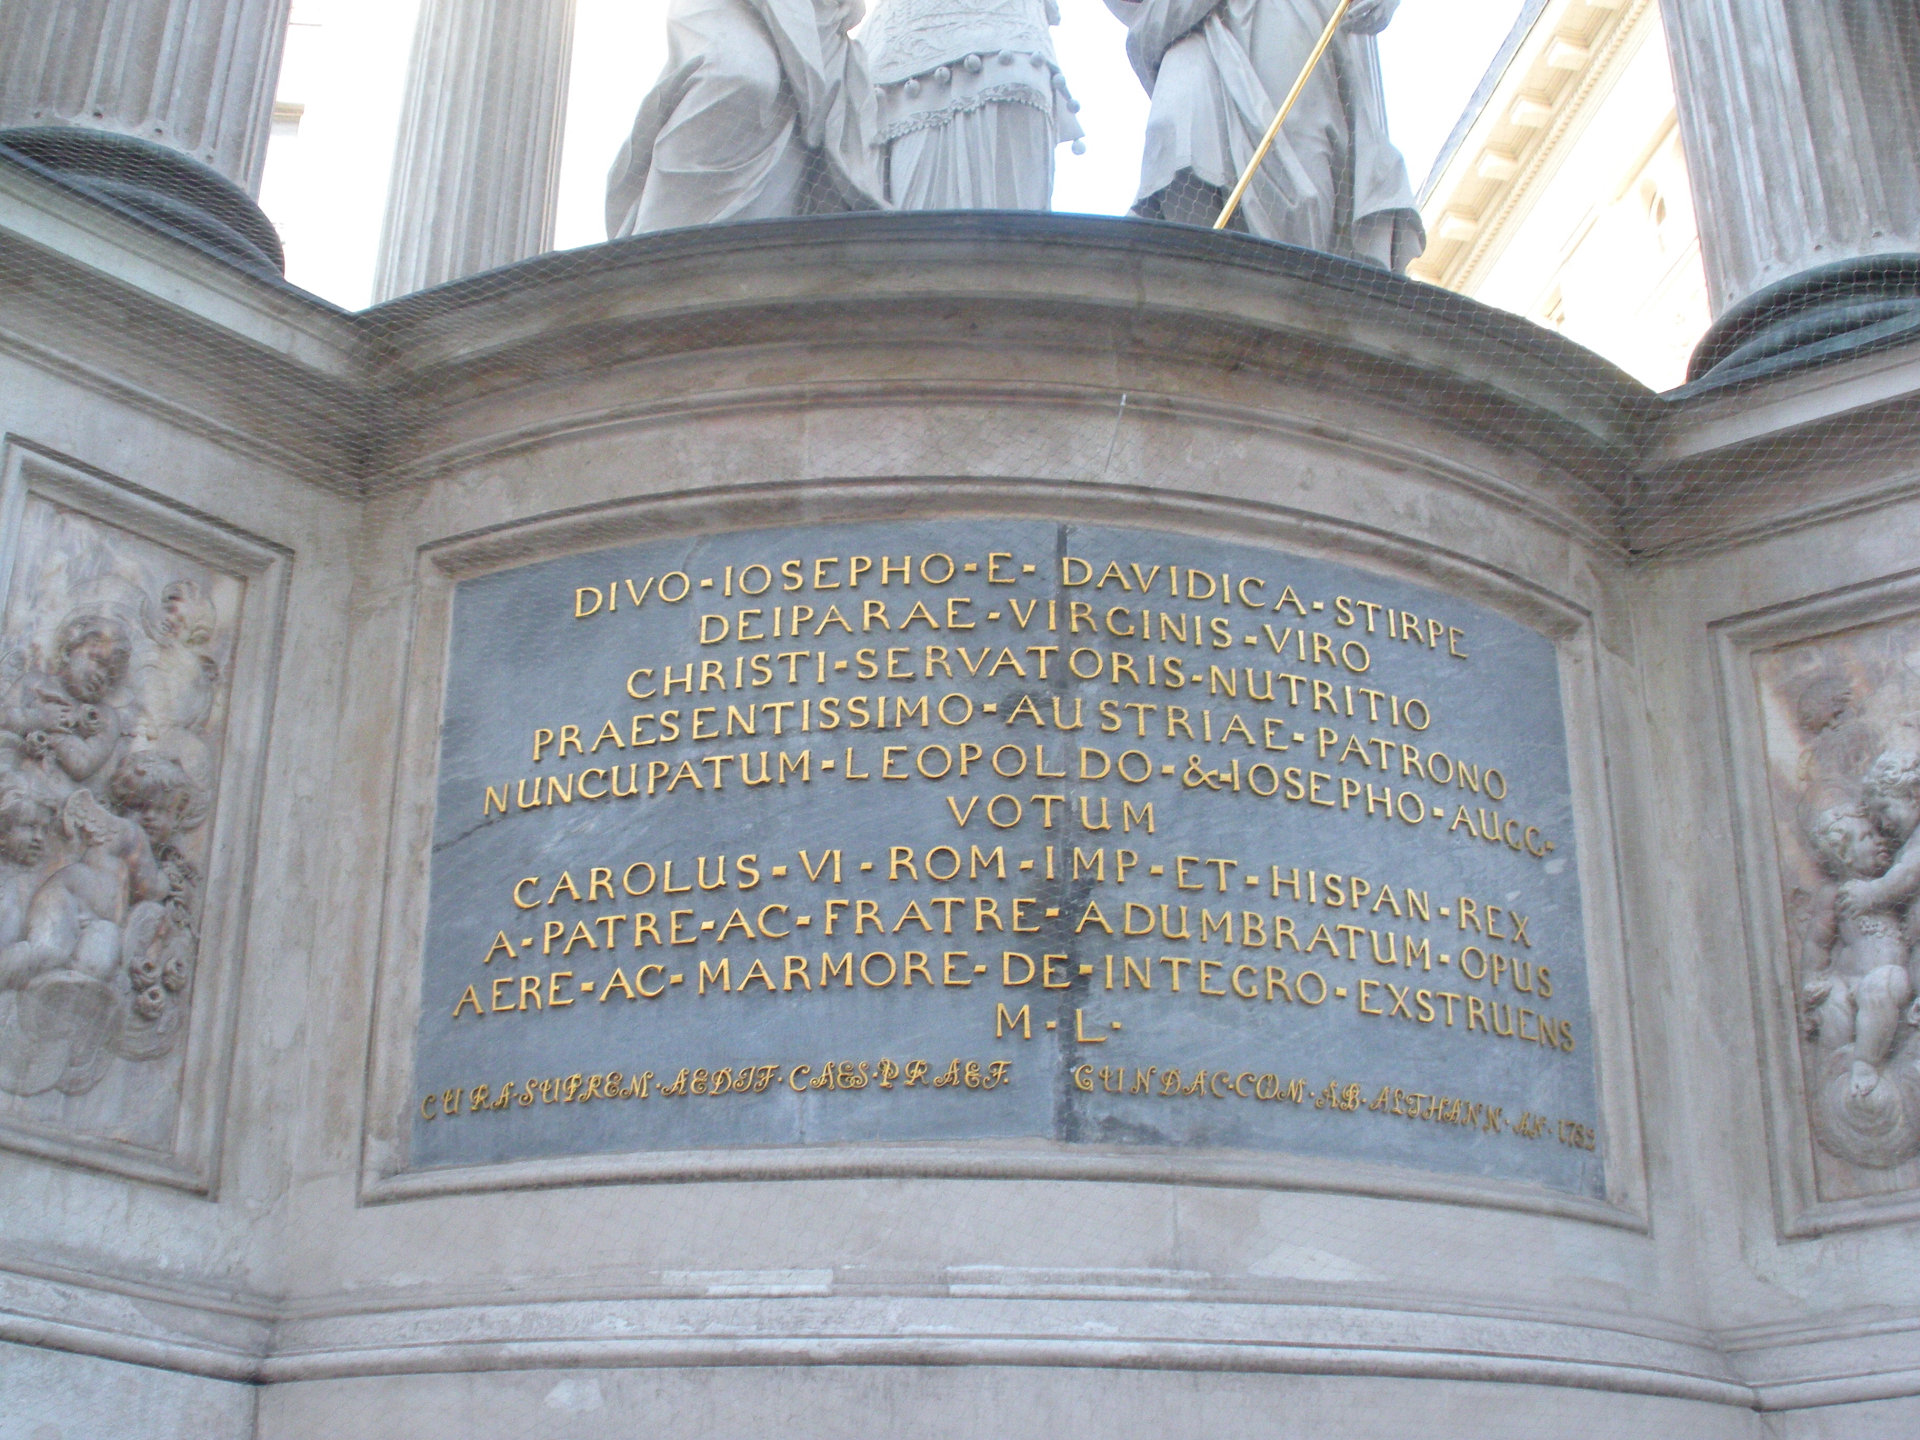 DIVO-IOSEPHO-E-DAVIDICA-STIRPE
DEIPARAE-VIRGINIS-VIRO
CHRISTI-SERVATORIS-NUTRITIO
PRAESENTISSIMO-AUSTRIAE-PATRONO
NUNCUPATUM-LEOPOLDO-&-IOSEPHO-AUGG-
VOTUM
CAROLUS-VI-ROM-IMP-ET-HISPAN-REX
A-PATRE-AC-FRATRE-ADUMBRATUM-OPUS
AERE-AC-MARMORE-DE-INTEGRO-EXSTRUENS
M-L-
CURA·SUPREM·AEDIF·CAES·PRAEF. GUNDAC·COM·AB·ALTHANN·AN·1732